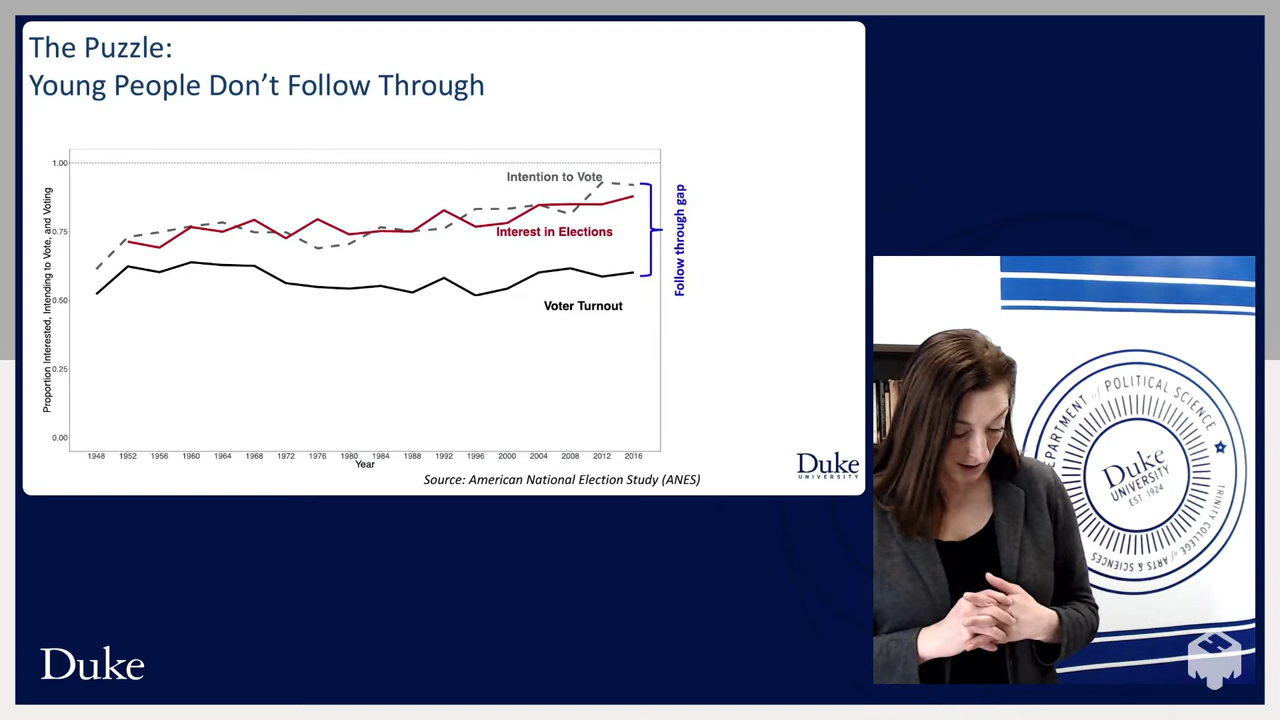 The Puzzle:
Young People Don’t Follow Through
Proportion Interested, Intending to Vote, and Voting
1.00
0.75
0.50
0.25
0.00
Intention to Vote
Interest in Elections
Voter Turnout
Follow through gap
1948 1952 1956 1960 1964 1968 1972 1976 1980 1984 1988 1992 1996 2000 2004 2008 2012 2016
Year
Source: American National Election Study (ANES)
Duke
UNIVERSITY
DEPARTMENT of POLITICAL SCIENCE
TRINITY COLLEGE of ARTS & SCIENCES
Duke
UNIVERSITY
EST. 1924
Duke